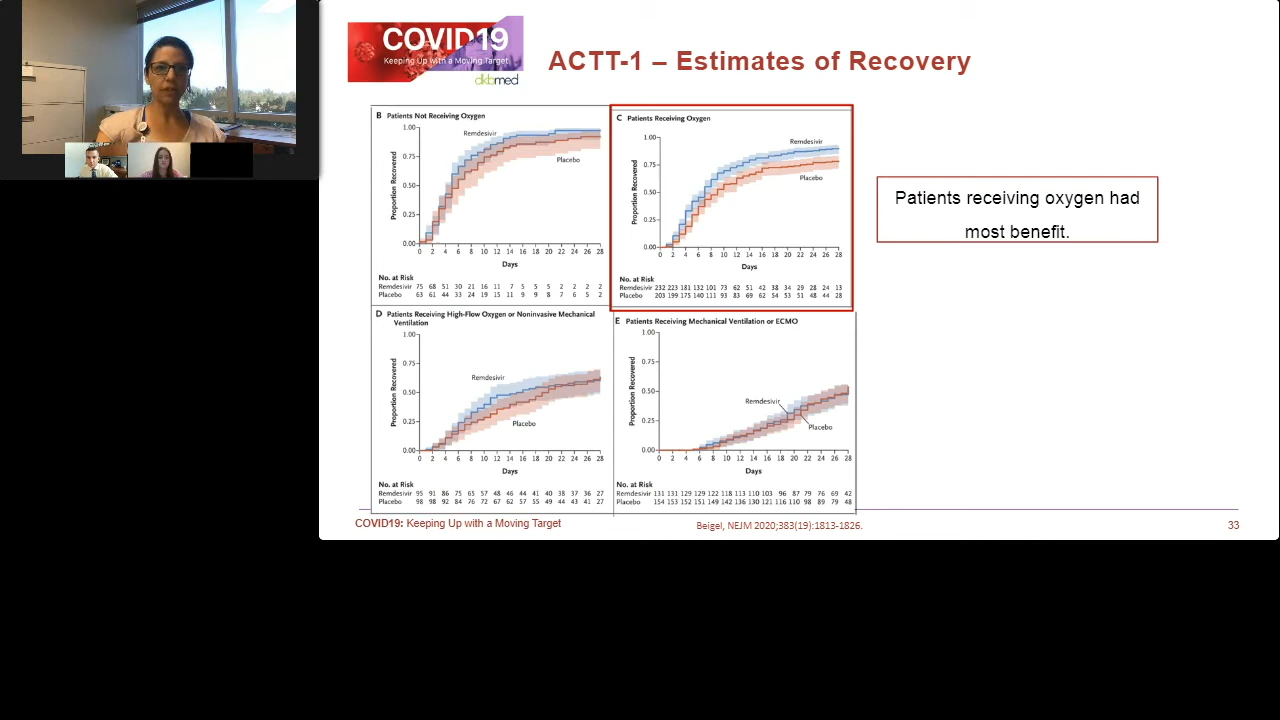 COVID19
Keeping Up with a Moving Target
dkbmed
ACTT-1 – Estimates of Recovery
B Patients Not Receiving Oxygen
Proportion Recovered
1.00
0.75
0.50
0.25
0.00
Remdesivir
Placebo
0 2 4 6 8 10 12 14 16 18 20 22 24 26 28
Days
No. at Risk
Remdesivir 75 68 51 30 21 16 11 7 5 5 5 2 2 2 2
Placebo 63 61 44 33 24 19 15 11 9 9 8 7 6 5 2
C Patients Receiving Oxygen
Proportion Recovered
1.00
0.75
0.50
0.25
0.00
Remdesivir
Placebo
0 2 4 6 8 10 12 14 16 18 20 22 24 26 28
Days
No. at Risk
Remdesivir 232 223 181 132 101 73 62 51 42 38 34 29 28 24 13
Placebo 203 199 175 140 111 93 83 69 62 54 53 51 48 44 28
Patients receiving oxygen had
most benefit.
D Patients Receiving High-Flow Oxygen or Noninvasive Mechanical
Ventilation
Proportion Recovered
1.00
0.75
0.50
0.25
0.00
Remdesivir
Placebo
0 2 4 6 8 10 12 14 16 18 20 22 24 26 28
Days
No. at Risk
Remdesivir 95 91 86 75 65 57 48 46 44 41 40 38 37 36 27
Placebo 98 98 92 84 76 72 67 62 57 55 49 44 43 41 27
E Patients Receiving Mechanical Ventilation or ECMO
Proportion Recovered
1.00
0.75
0.50
0.25
0.00
Remdesivir
Placebo
0 2 4 6 8 10 12 14 16 18 20 22 24 26 28
Days
No. at Risk
Remdesivir 131 131 129 129 122 118 113 110 103 96 87 79 76 69 42
Placebo 154 153 152 151 149 142 136 130 121 116 110 98 89 79 48
COVID19: Keeping Up with a Moving Target
Beigel, NEJM 2020;383(19):1813-1826.
33